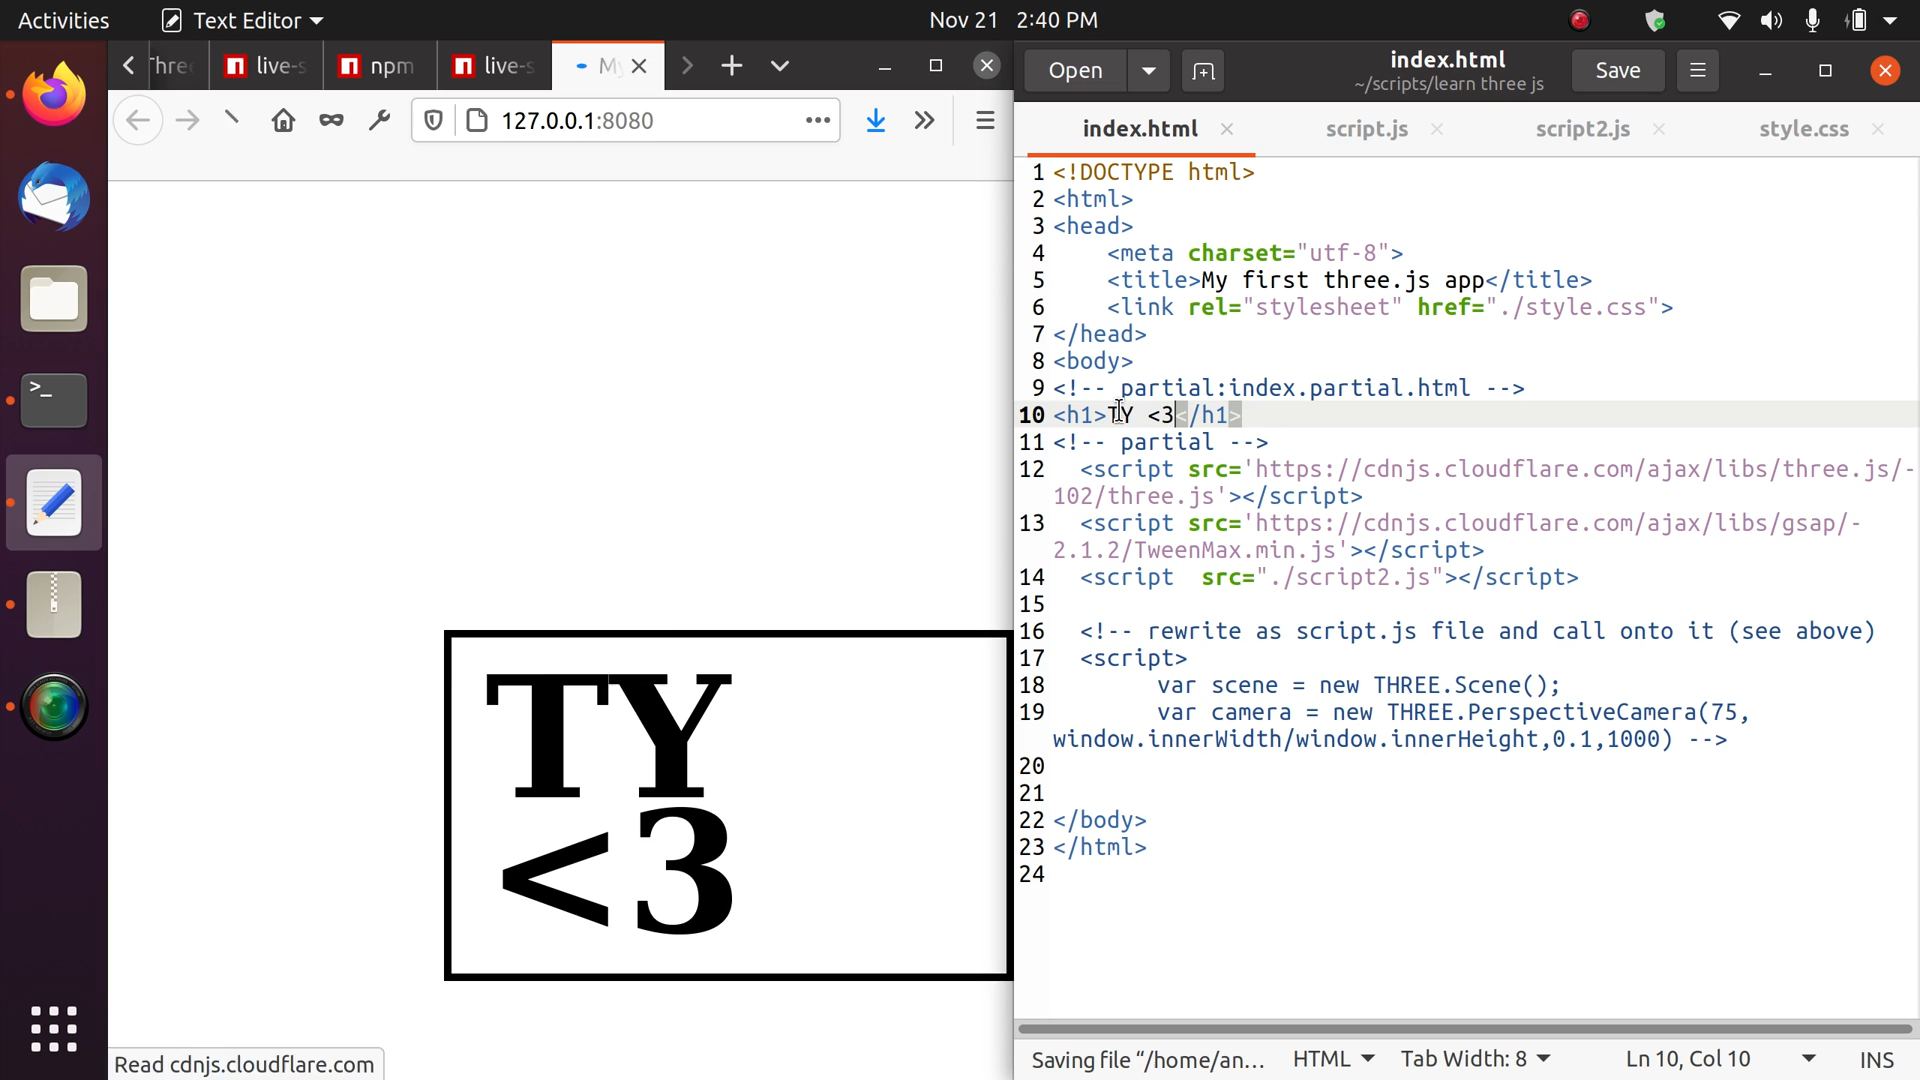 Activities
Text Editor
Nov 21 2:40 PM
Thre
live-s
npm
live-s
My
127.0.0.1:8080
TY
<3
Read cdnjs.cloudflare.com
Open
index.html
~/scripts/learn three js
Save
index.html
script.js
script2.js
style.css
1 <!DOCTYPE html>
2 <html>
3 <head>
4 <meta charset="utf-8">
5 <title>My first three.js app</title>
6 <link rel="stylesheet" href="./style.css">
7 </head>
8 <body>
9 <!-- partial:index.partial.html -->
10 <h1>TY <3</h1>
11 <!-- partial -->
12 <script src='https://cdnjs.cloudflare.com/ajax/libs/three.js/-
102/three.js'></script>
13 <script src='https://cdnjs.cloudflare.com/ajax/libs/gsap/-
2.1.2/TweenMax.min.js'></script>
14 <script src="./script2.js"></script>
15
16 <!-- rewrite as script.js file and call onto it (see above)
17 <script>
18 var scene = new THREE.Scene();
19 var camera = new THREE.PerspectiveCamera(75,
window.innerWidth/window.innerHeight,0.1,1000) -->
20
21
22 </body>
23 </html>
24
Saving file “/home/an...
HTML
Tab Width: 8
Ln 10, Col 10
INS